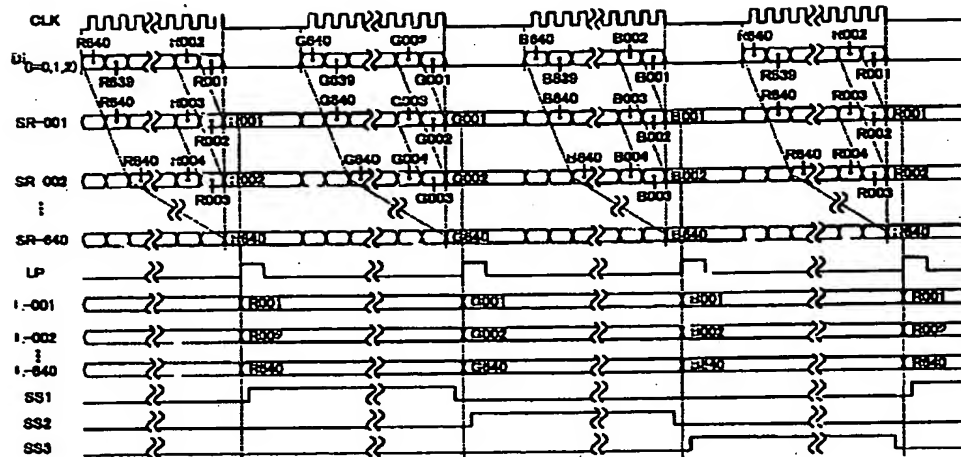 CLK
R640 R002 G640 G002 B640 B002 R640 R002
Di(i=0,1,2)
R639 R001 G639 G001 B639 B001 R639 R001
R640 R003 G640 G003 B640 B003 R640 R003
SR-001 R001 G001 B001 R001
R002 G002 B002 R002
R640 R004 G640 G004 B640 B004 R640 R004
SR-002 R002 G002 B002 R002
R003 G003 B003 R003
SR-640 R640 G640 B640 R640
LP
L-001 R001 G001 B001 R001
L-002 R002 G002 B002 R002
L-640 R640 G640 B640 R640
SS1
SS2
SS3